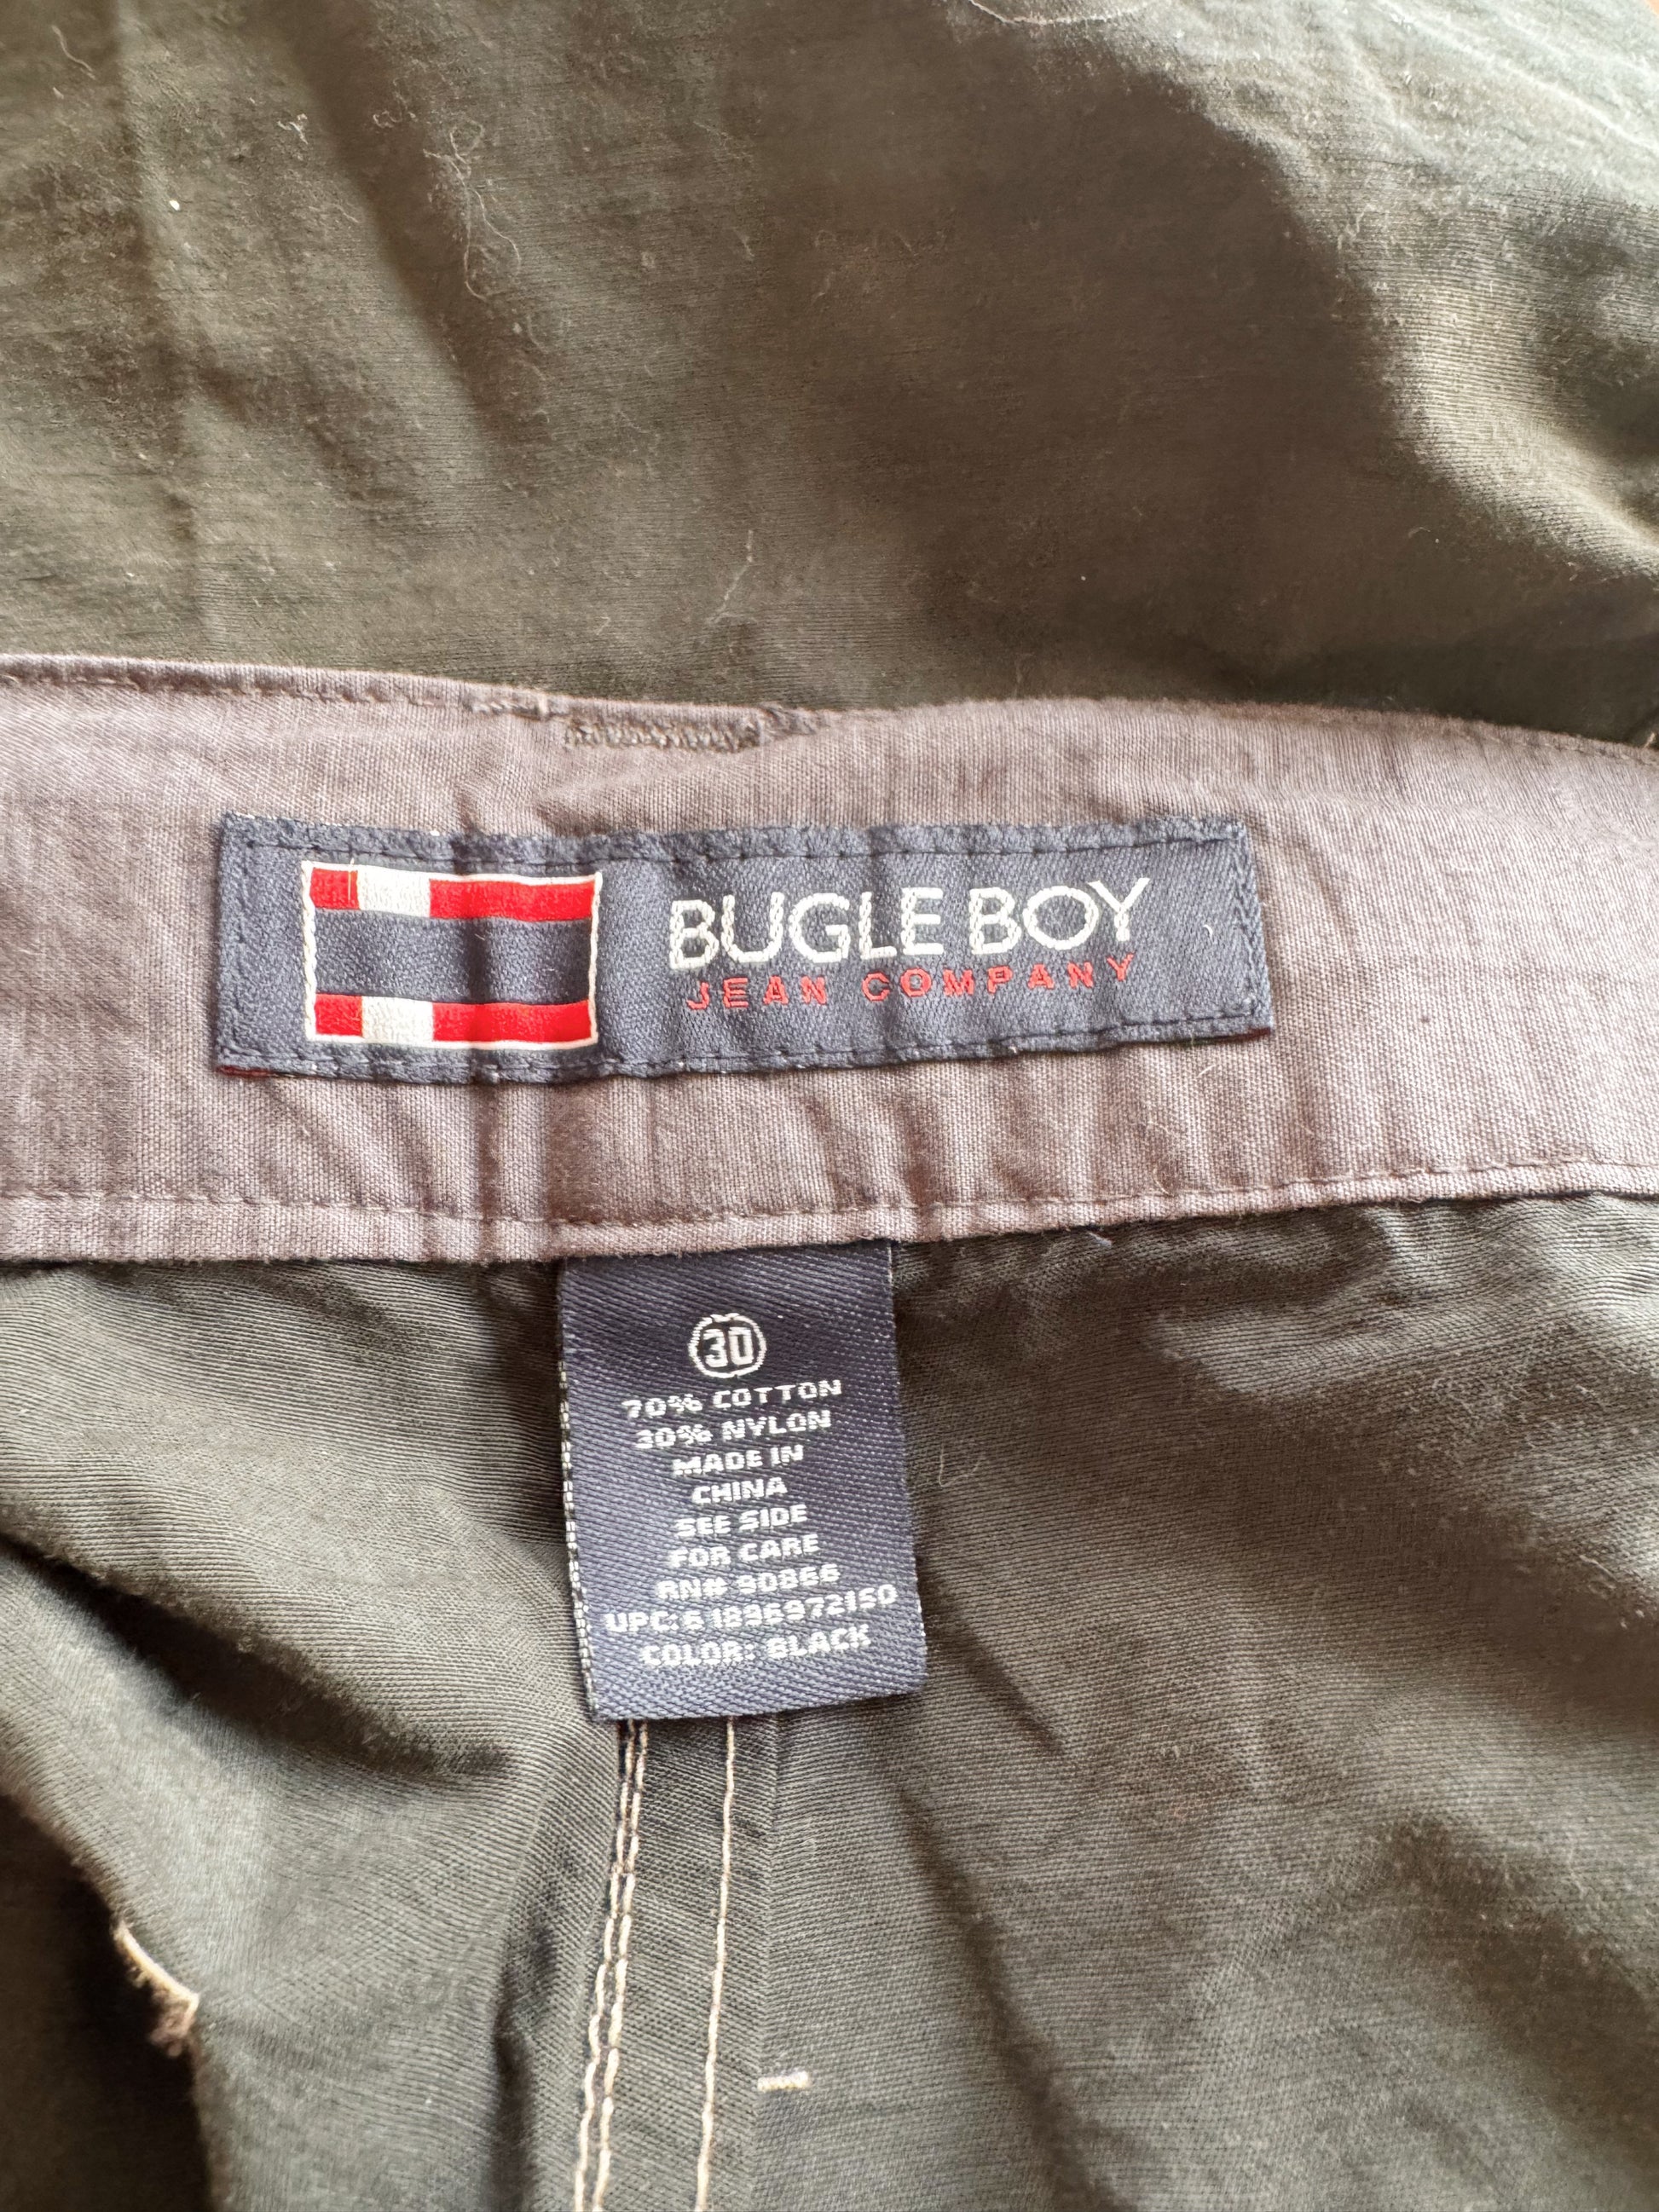 BUGLE BOY
JEAN COMPANY
30
70% COTTON
30% NYLON
MADE IN
CHINA
SEE SIDE
FOR CARE
RN# 90866
UPC: 61896972150
COLOR: BLACK